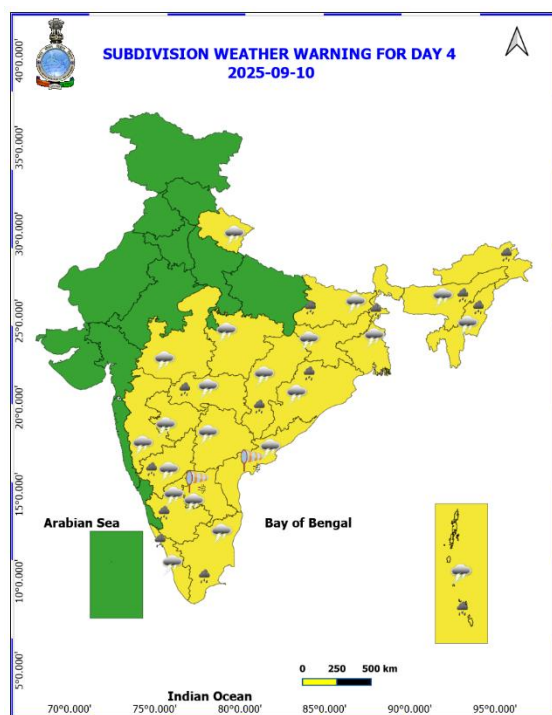 SUBDIVISION WEATHER WARNING FOR DAY 4
2025-09-10
40°0.000'
35°0.000'
30°0.000'
25°0.000'
20°0.000'
15°0.000'
10°0.000'
5°0.000'
Arabian Sea
Bay of Bengal
0 250 500 km
Indian Ocean
70°0.000' 75°0.000' 80°0.000' 85°0.000' 90°0.000' 95°0.000'